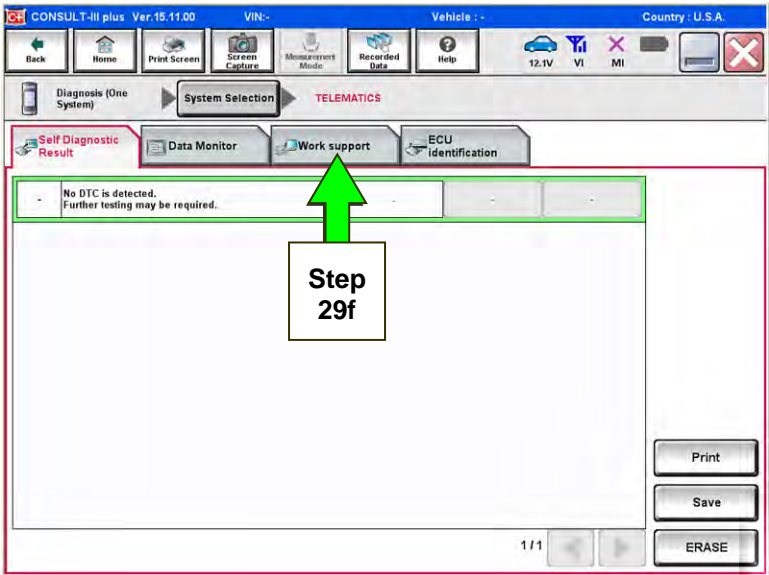 C+ CONSULT-III plus Ver.15.11.00 VIN:- Vehicle : - Country : U.S.A.
Back
Home
Print Screen
Screen
Capture
Measurement
Mode
Recorded
Data
Help
12.1V
VI
MI
Diagnosis (One
System)
System Selection
TELEMATICS
Self Diagnostic
Result
Data Monitor
Work support
ECU
identification
-
No DTC is detected.
Further testing may be required.
-
-
-
Step
29f
Print
Save
1/1
ERASE